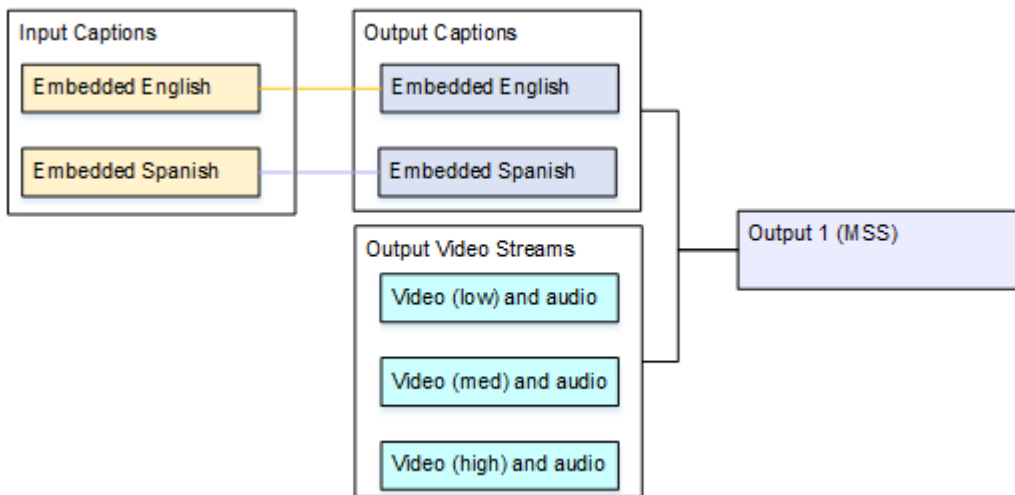 Input Captions
Embedded English
Embedded Spanish
Output Captions
Embedded English
Embedded Spanish
Output Video Streams
Video (low) and audio
Video (med) and audio
Video (high) and audio
Output 1 (MSS)